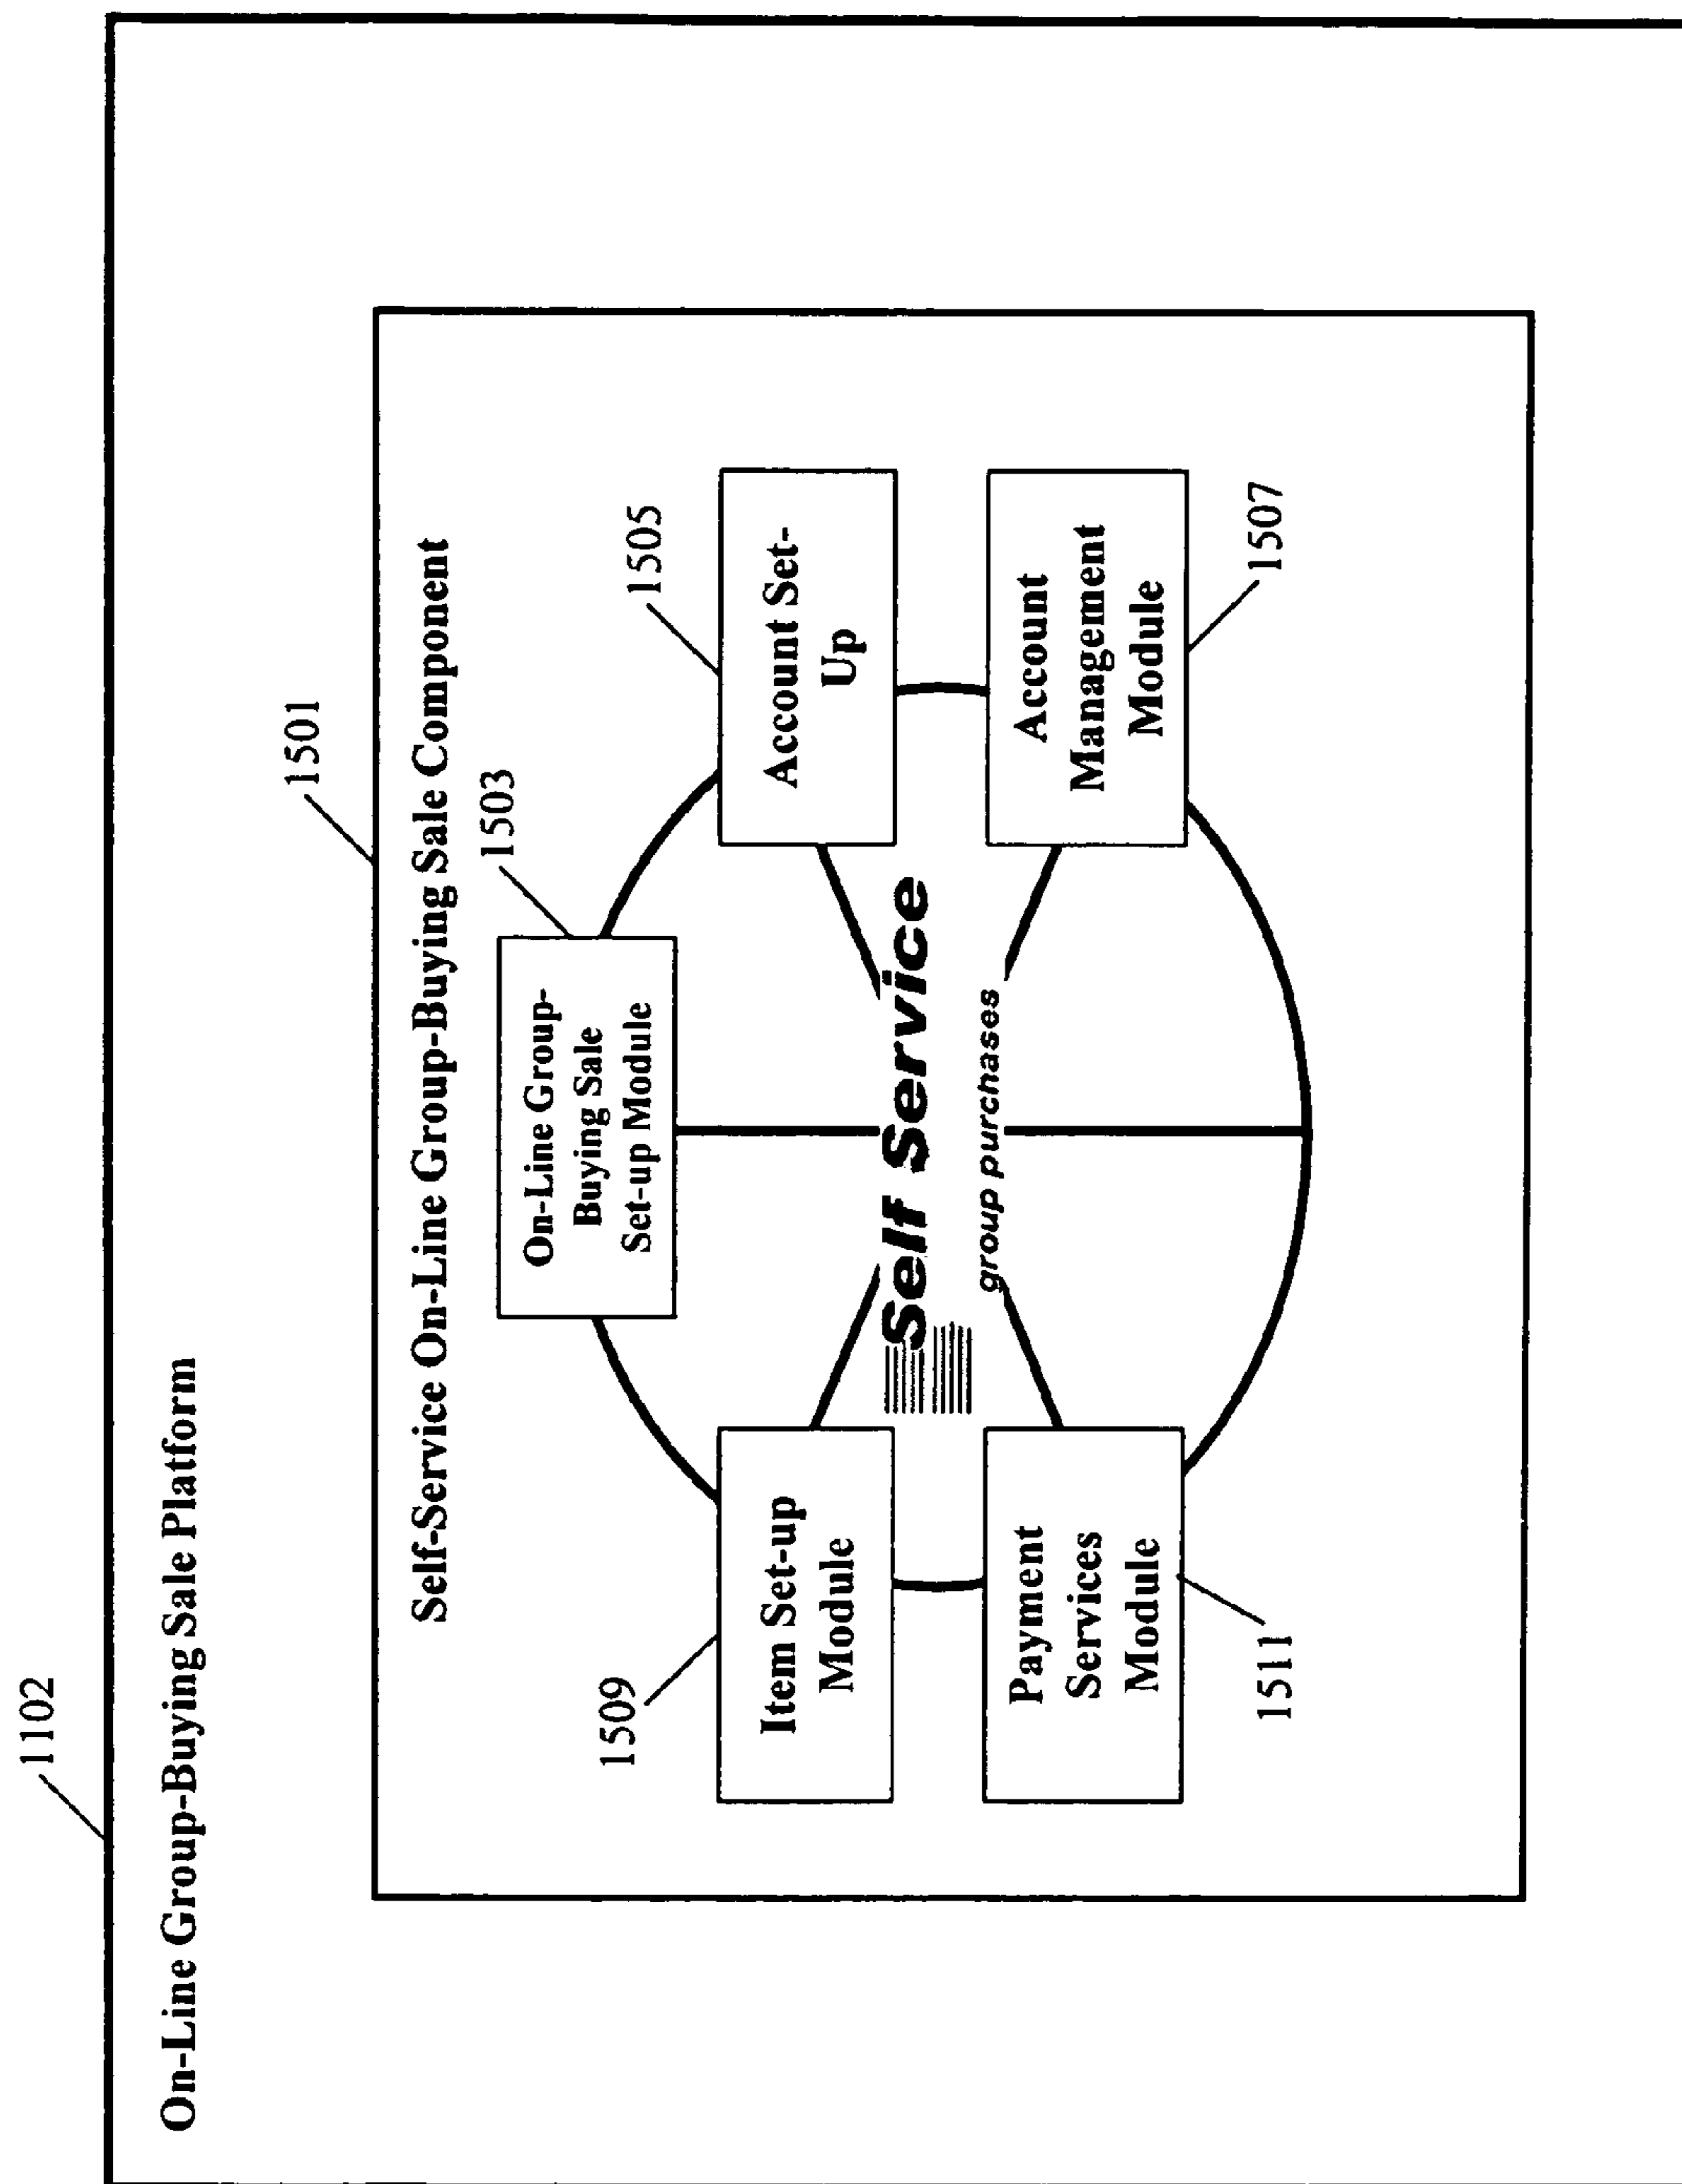 1102
On-Line Group-Buying Sale Platform
1501
Self-Service On-Line Group-Buying Sale Component
1503
On-Line Group-
Buying Sale
Set-up Module
1509
Item Set-up
Module
1505
Account Set-
Up
Self Service
group purchases
Payment
Services
Module
1511
Account
Management
Module
1507